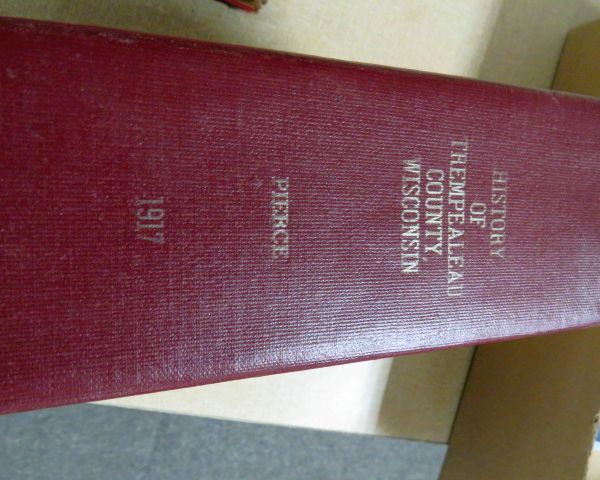 HISTORY
OF
TREMPEALEAU
COUNTY,
WISCONSIN
PIERCE
1917